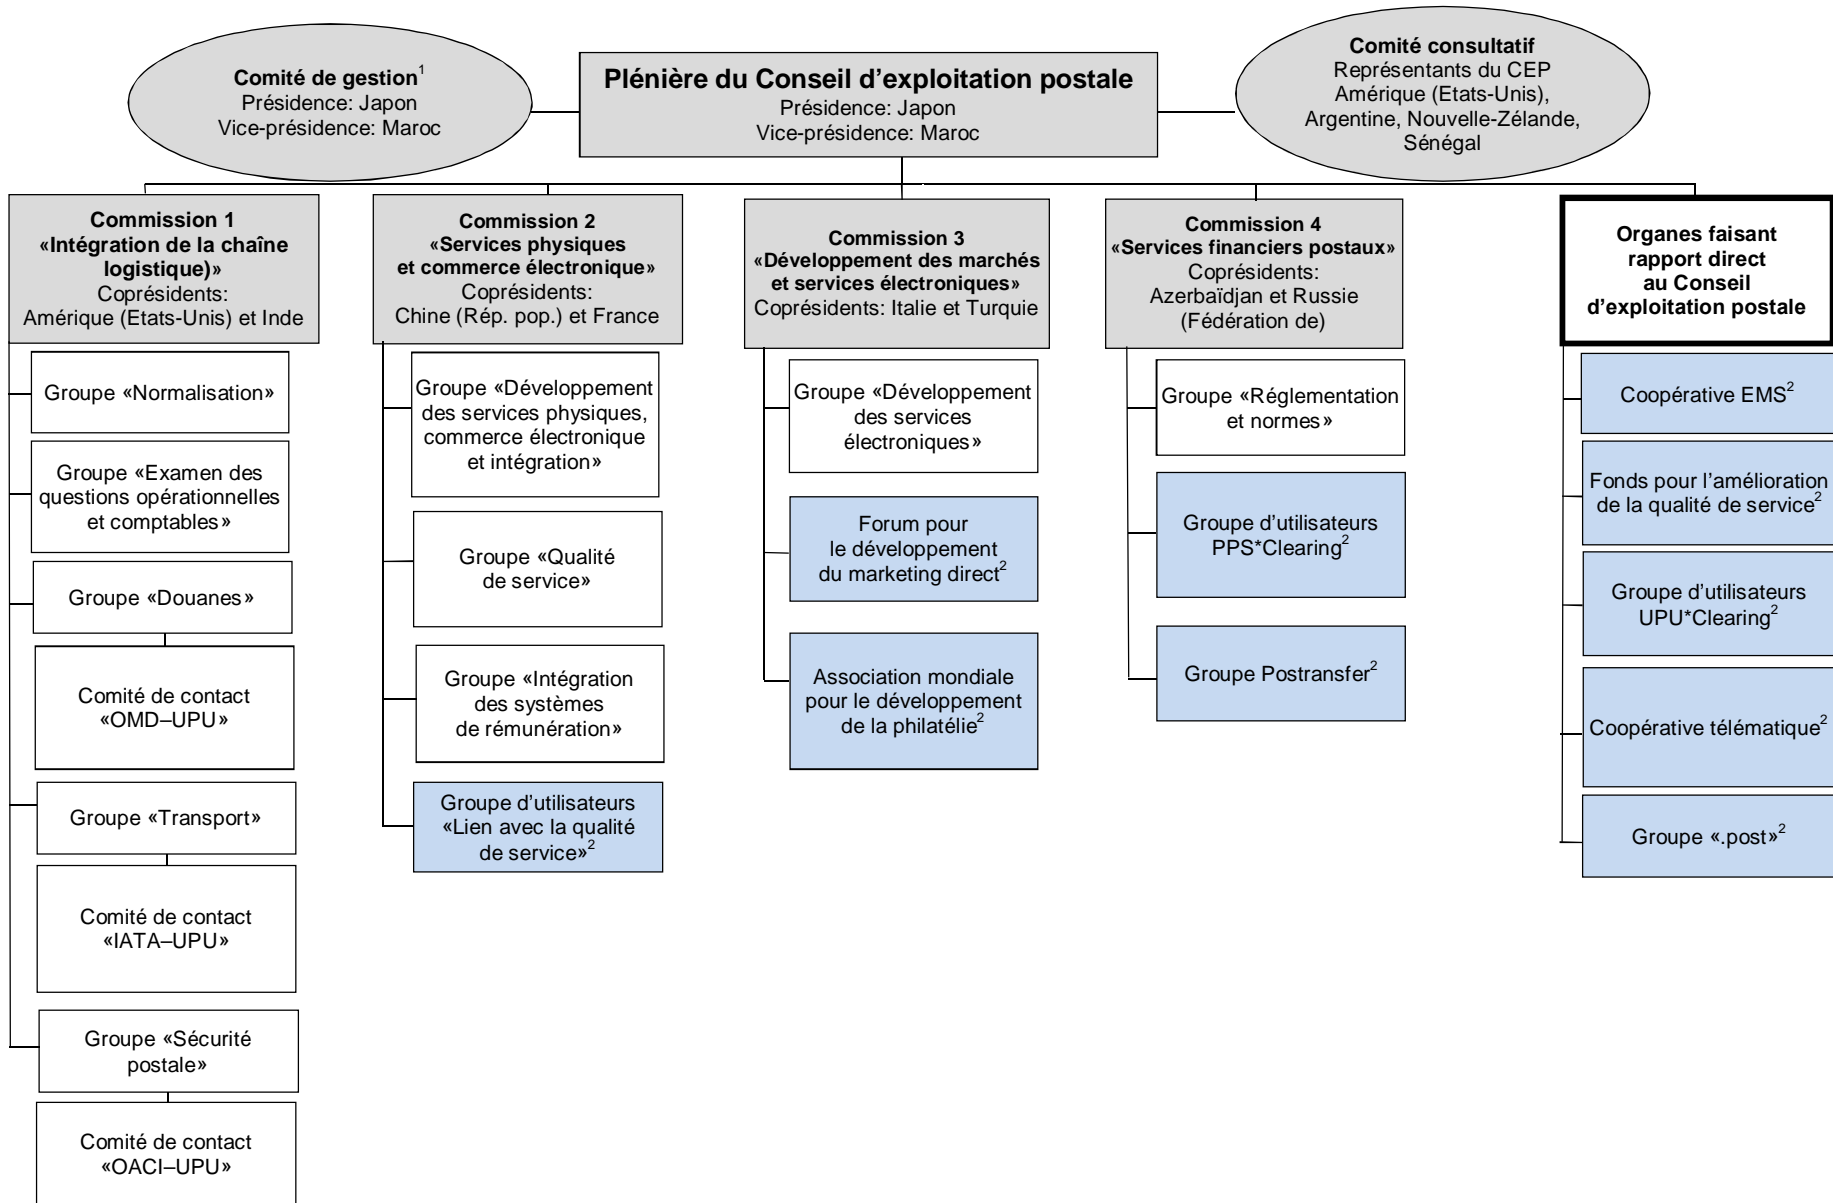 Comité de gestion1
Présidence: Japon
Vice-présidence: Maroc
Plénière du Conseil d'exploitation postale
Présidence: Japon
Vice-présidence: Maroc
Comité consultatif
Représentants du CEP
Amérique (Etats-Unis),
Argentine, Nouvelle-Zélande,
Sénégal
Commission 1
«Intégration de la chaîne
logistique)»
Coprésidents:
Amérique (Etats-Unis) et Inde
Groupe «Normalisation»
Groupe «Examen des
questions opérationnelles
et comptables»
Groupe «Douanes»
Comité de contact
«OMD–UPU»
Groupe «Transport»
Comité de contact
«IATA–UPU»
Groupe «Sécurité
postale»
Comité de contact
«OACI–UPU»
Commission 2
«Services physiques
et commerce électronique»
Coprésidents:
Chine (Rép. pop.) et France
Groupe «Développement
des services physiques,
commerce électronique
et intégration»
Groupe «Qualité
de service»
Groupe «Intégration
des systèmes
de rémunération»
Groupe d'utilisateurs
«Lien avec la qualité
de service»2
Commission 3
«Développement des marchés
et services électroniques»
Coprésidents: Italie et Turquie
Groupe «Développement
des services
électroniques»
Forum pour
le développement
du marketing direct2
Association mondiale
pour le développement
de la philatélie2
Commission 4
«Services financiers postaux»
Coprésidents:
Azerbaïdjan et Russie
(Fédération de)
Groupe «Réglementation
et normes»
Groupe d'utilisateurs
PPS*Clearing2
Groupe Postransfer2
Organes faisant
rapport direct
au Conseil
d'exploitation postale
Coopérative EMS2
Fonds pour l'amélioration
de la qualité de service2
Groupe d'utilisateurs
UPU*Clearing2
Coopérative télématique2
Groupe «.post»2